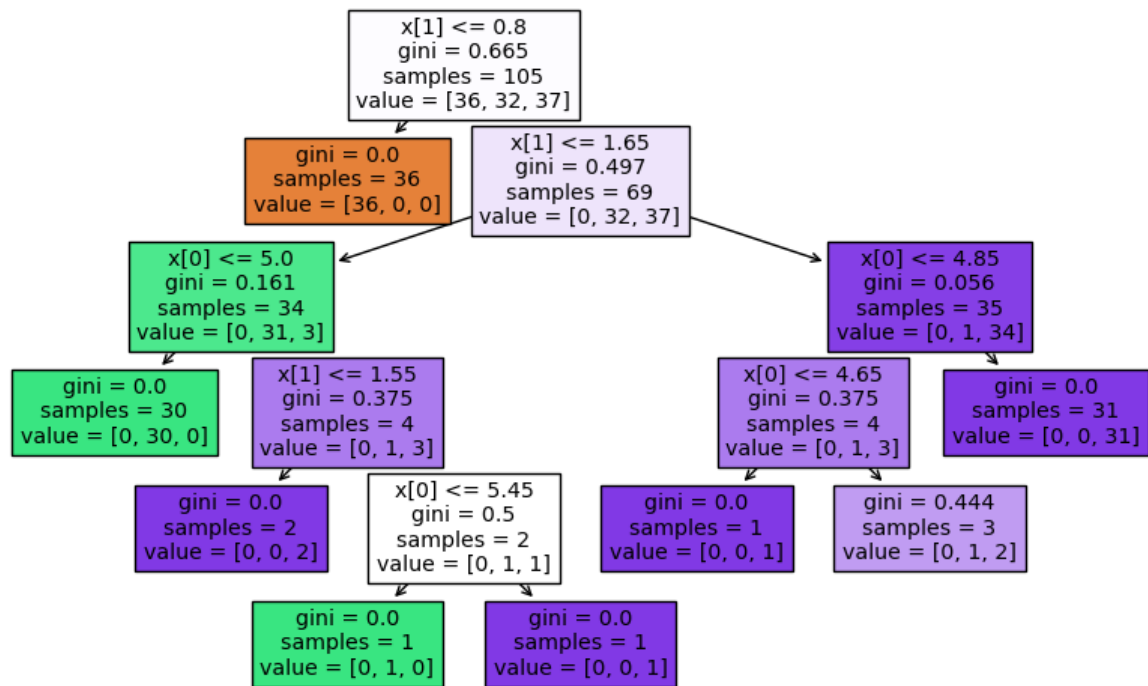 x[1] <= 0.8
gini = 0.665
samples = 105
value = [36, 32, 37]
gini = 0.0
samples = 36
value = [36, 0, 0]
x[1] <= 1.65
gini = 0.497
samples = 69
value = [0, 32, 37]
x[0] <= 5.0
gini = 0.161
samples = 34
value = [0, 31, 3]
x[0] <= 4.85
gini = 0.056
samples = 35
value = [0, 1, 34]
gini = 0.0
samples = 30
value = [0, 30, 0]
x[1] <= 1.55
gini = 0.375
samples = 4
value = [0, 1, 3]
x[0] <= 4.65
gini = 0.375
samples = 4
value = [0, 1, 3]
gini = 0.0
samples = 31
value = [0, 0, 31]
gini = 0.0
samples = 2
value = [0, 0, 2]
x[0] <= 5.45
gini = 0.5
samples = 2
value = [0, 1, 1]
gini = 0.0
samples = 1
value = [0, 0, 1]
gini = 0.444
samples = 3
value = [0, 1, 2]
gini = 0.0
samples = 1
value = [0, 1, 0]
gini = 0.0
samples = 1
value = [0, 0, 1]